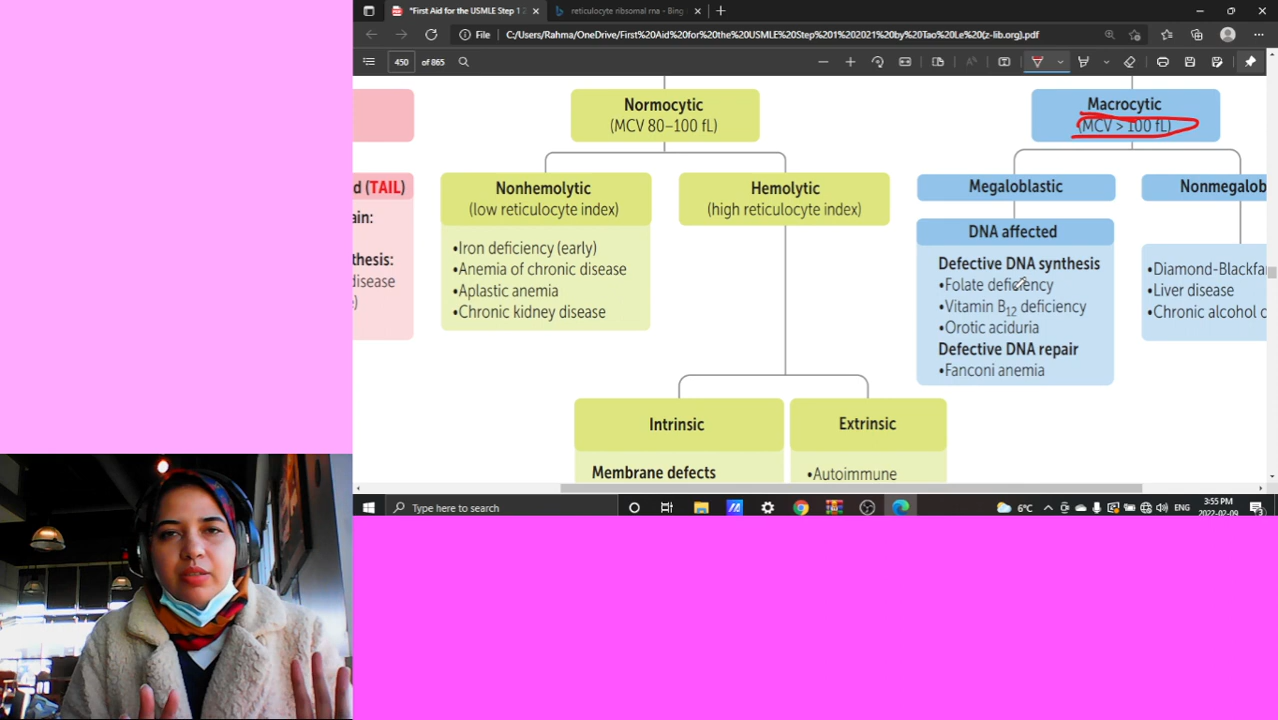 *First Aid for the USMLE Step 1 2
reticulocyte ribsomal rna - Bing
File
C:/Users/Rahma/OneDrive/First%20Aid%20for%20the%20USMLE%20Step%201%202021%20by%20Tao%20Le%20(z-lib.org).pdf
450 of 865
Normocytic
(MCV 80–100 fL)
Macrocytic
(MCV > 100 fL)
d (TAIL)
ain:
thesis:
disease
e)
Nonhemolytic
(low reticulocyte index)
•Iron deficiency (early)
•Anemia of chronic disease
•Aplastic anemia
•Chronic kidney disease
Hemolytic
(high reticulocyte index)
Megaloblastic
DNA affected
Defective DNA synthesis
•Folate deficiency
•Vitamin B12 deficiency
•Orotic aciduria
Defective DNA repair
•Fanconi anemia
Nonmegalob
•Diamond-Blackfa
•Liver disease
•Chronic alcohol
Intrinsic
Membrane defects
Extrinsic
•Autoimmune
Type here to search
6°C
ENG
3:55 PM
2022-02-09